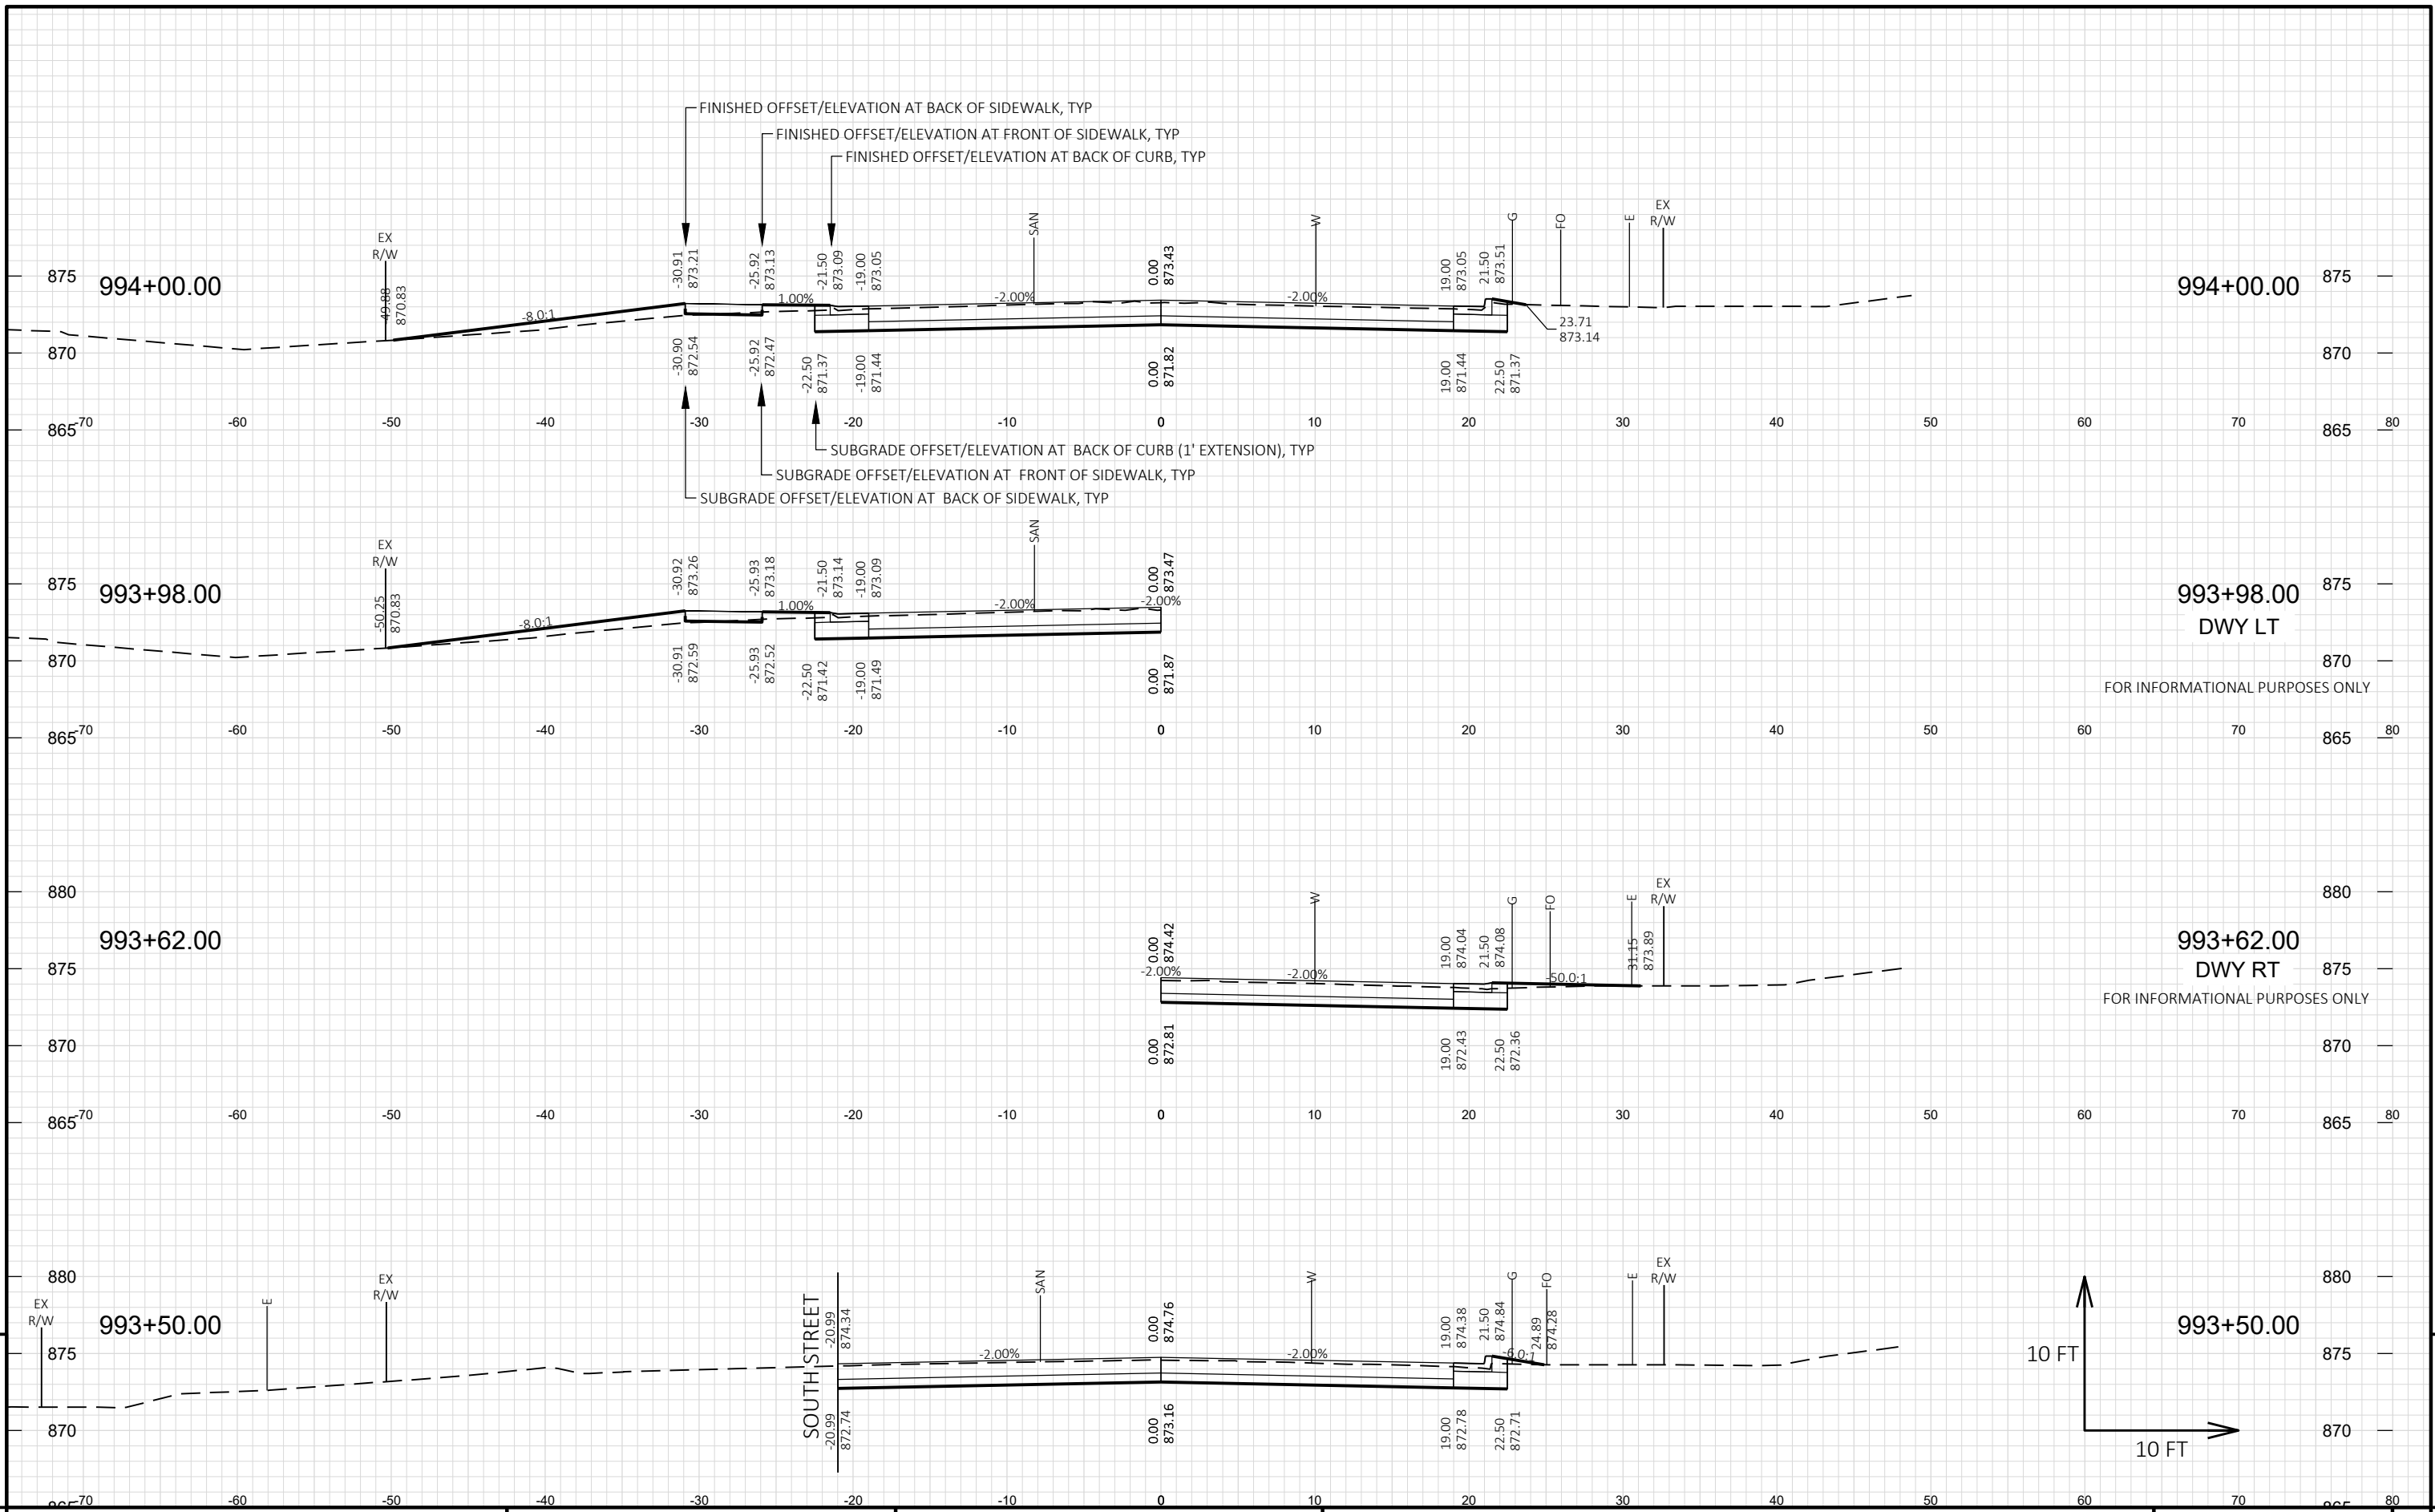 FINISHED OFFSET/ELEVATION AT BACK OF SIDEWALK, TYP
FINISHED OFFSET/ELEVATION AT FRONT OF SIDEWALK, TYP
FINISHED OFFSET/ELEVATION AT BACK OF CURB, TYP
EX
R/W
-49.88
870.83
-30.91
873.21
-25.92
873.13
-21.50
873.09
-19.00
873.05
SAN
0.00
873.43
W
19.00
873.05
21.50
873.51
G
FO
E
EX
R/W
875
994+00.00
-8.0:1
1.00%
-2.00%
-2.00%
994+00.00
875
23.71
873.14
870
-30.90
872.54
-25.92
872.47
-22.50
871.37
-19.00
871.44
0.00
871.82
19.00
871.44
22.50
871.37
870
865
-70 -60 -50 -40 -30 -20 -10 0 10 20 30 40 50 60 70 80
865
SUBGRADE OFFSET/ELEVATION AT BACK OF CURB (1' EXTENSION), TYP
SUBGRADE OFFSET/ELEVATION AT FRONT OF SIDEWALK, TYP
SUBGRADE OFFSET/ELEVATION AT BACK OF SIDEWALK, TYP
EX
R/W
-50.25
870.83
-30.92
873.26
-25.93
873.18
-21.50
873.14
-19.00
873.09
SAN
0.00
873.47
875
993+98.00
-8.0:1
1.00%
-2.00%
-2.00%
993+98.00
DWY LT
875
870
-30.91
872.59
-25.93
872.52
-22.50
871.42
-19.00
871.49
0.00
871.87
870
FOR INFORMATIONAL PURPOSES ONLY
865
-70 -60 -50 -40 -30 -20 -10 0 10 20 30 40 50 60 70 80
865
880
W
G
FO
E
EX
R/W
880
993+62.00
0.00
874.42
19.00
874.04
21.50
874.08
31.15
873.89
993+62.00
DWY RT
875
-2.00%
-2.00%
-50.0:1
875
FOR INFORMATIONAL PURPOSES ONLY
870
0.00
872.81
19.00
872.43
22.50
872.36
870
865
-70 -60 -50 -40 -30 -20 -10 0 10 20 30 40 50 60 70 80
865
880
EX
R/W
E
EX
R/W
SAN
W
G
FO
E
EX
R/W
880
993+50.00
SOUTH STREET
-20.99
874.34
0.00
874.76
19.00
874.38
21.50
874.84
24.89
874.28
993+50.00
875
-2.00%
-2.00%
-6.0:1
875
10 FT
870
-20.99
872.74
0.00
873.16
19.00
872.78
22.50
872.71
870
10 FT
865
-70 -60 -50 -40 -30 -20 -10 0 10 20 30 40 50 60 70 80
865